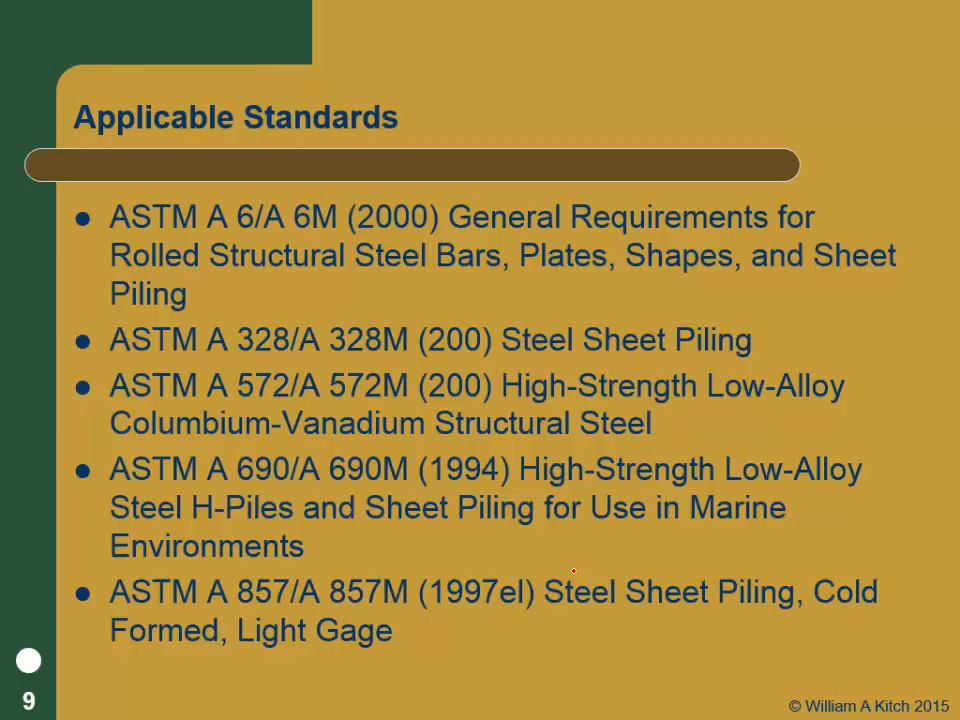 Applicable Standards
ASTM A 6/A 6M (2000) General Requirements for
Rolled Structural Steel Bars, Plates, Shapes, and Sheet
Piling
ASTM A 328/A 328M (200) Steel Sheet Piling
ASTM A 572/A 572M (200) High-Strength Low-Alloy
Columbium-Vanadium Structural Steel
ASTM A 690/A 690M (1994) High-Strength Low-Alloy
Steel H-Piles and Sheet Piling for Use in Marine
Environments
ASTM A 857/A 857M (1997el) Steel Sheet Piling, Cold
Formed, Light Gage
9
© William A Kitch 2015